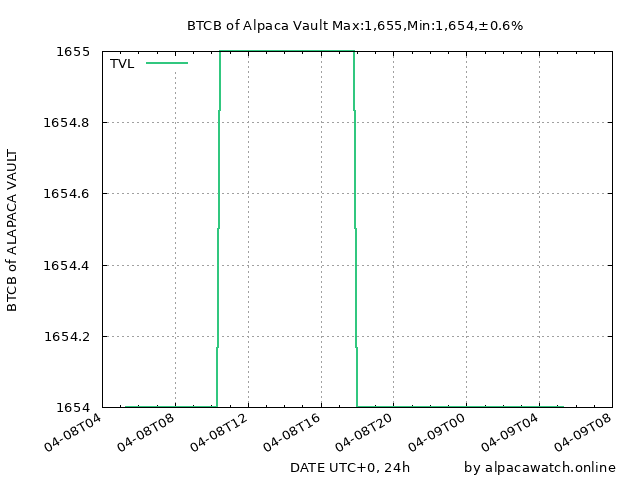 BTCB of Alpaca Vault Max:1,655,Min:1,654,±0.6%
TVL
BTCB of ALAPACA VAULT
1655
1654.8
1654.6
1654.4
1654.2
1654
04-08T04 04-08T08 04-08T12 04-08T16 04-08T20 04-09T00 04-09T04 04-09T08
DATE UTC+0, 24h by alpacawatch.online